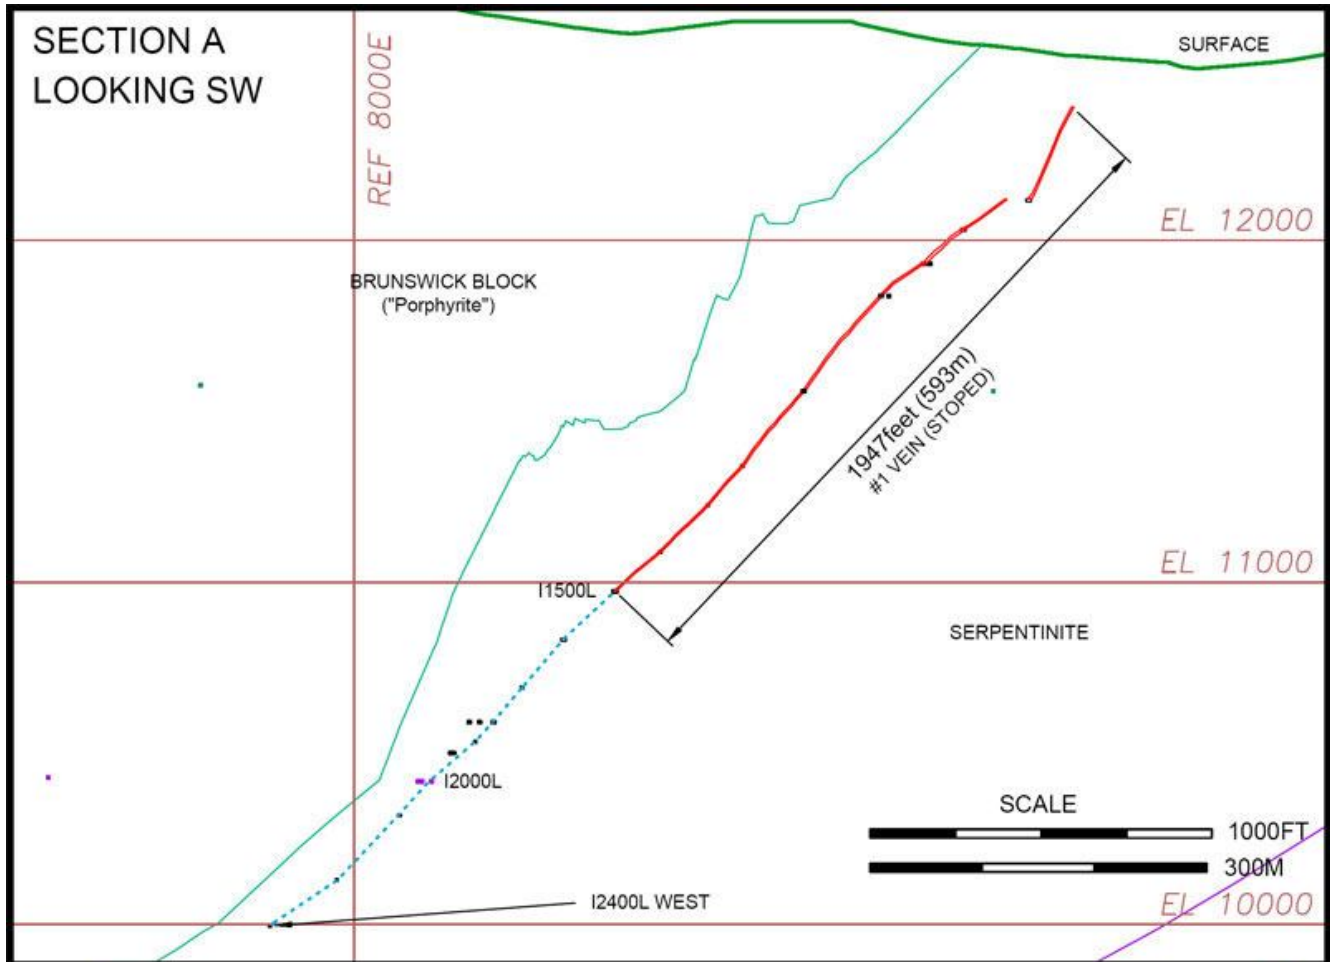 SECTION A
LOOKING SW
REF 8000E
SURFACE
EL 12000
BRUNSWICK BLOCK
("Porphyrite")
1947feet (593m)
#1 VEIN (STOPED)
EL 11000
I1500L
SERPENTINITE
I2000L
SCALE
1000FT
300M
I2400L WEST
EL 10000